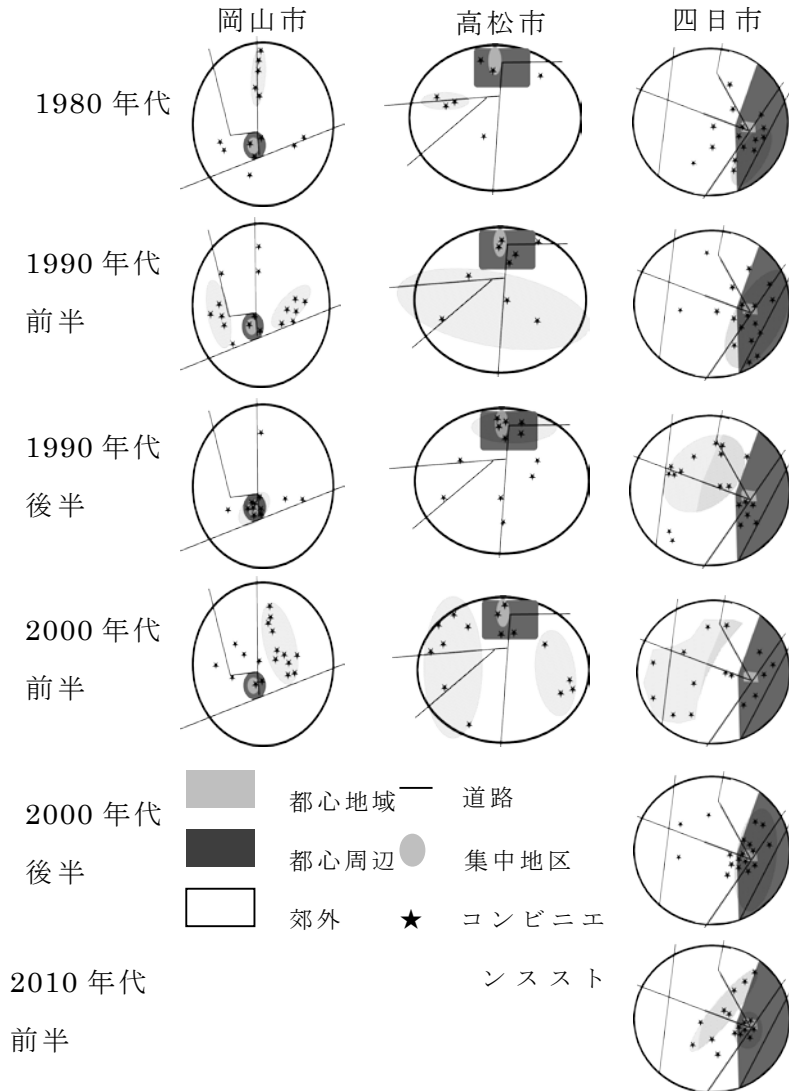 岡山市 高松市 四日市
1980 年代
1990 年代
前半
1990 年代
後半
2000 年代
前半
2000 年代
後半
都心地域 道路
都心周辺 集中地区
郊外 コンビニエ
ンススト
2010 年代
前半